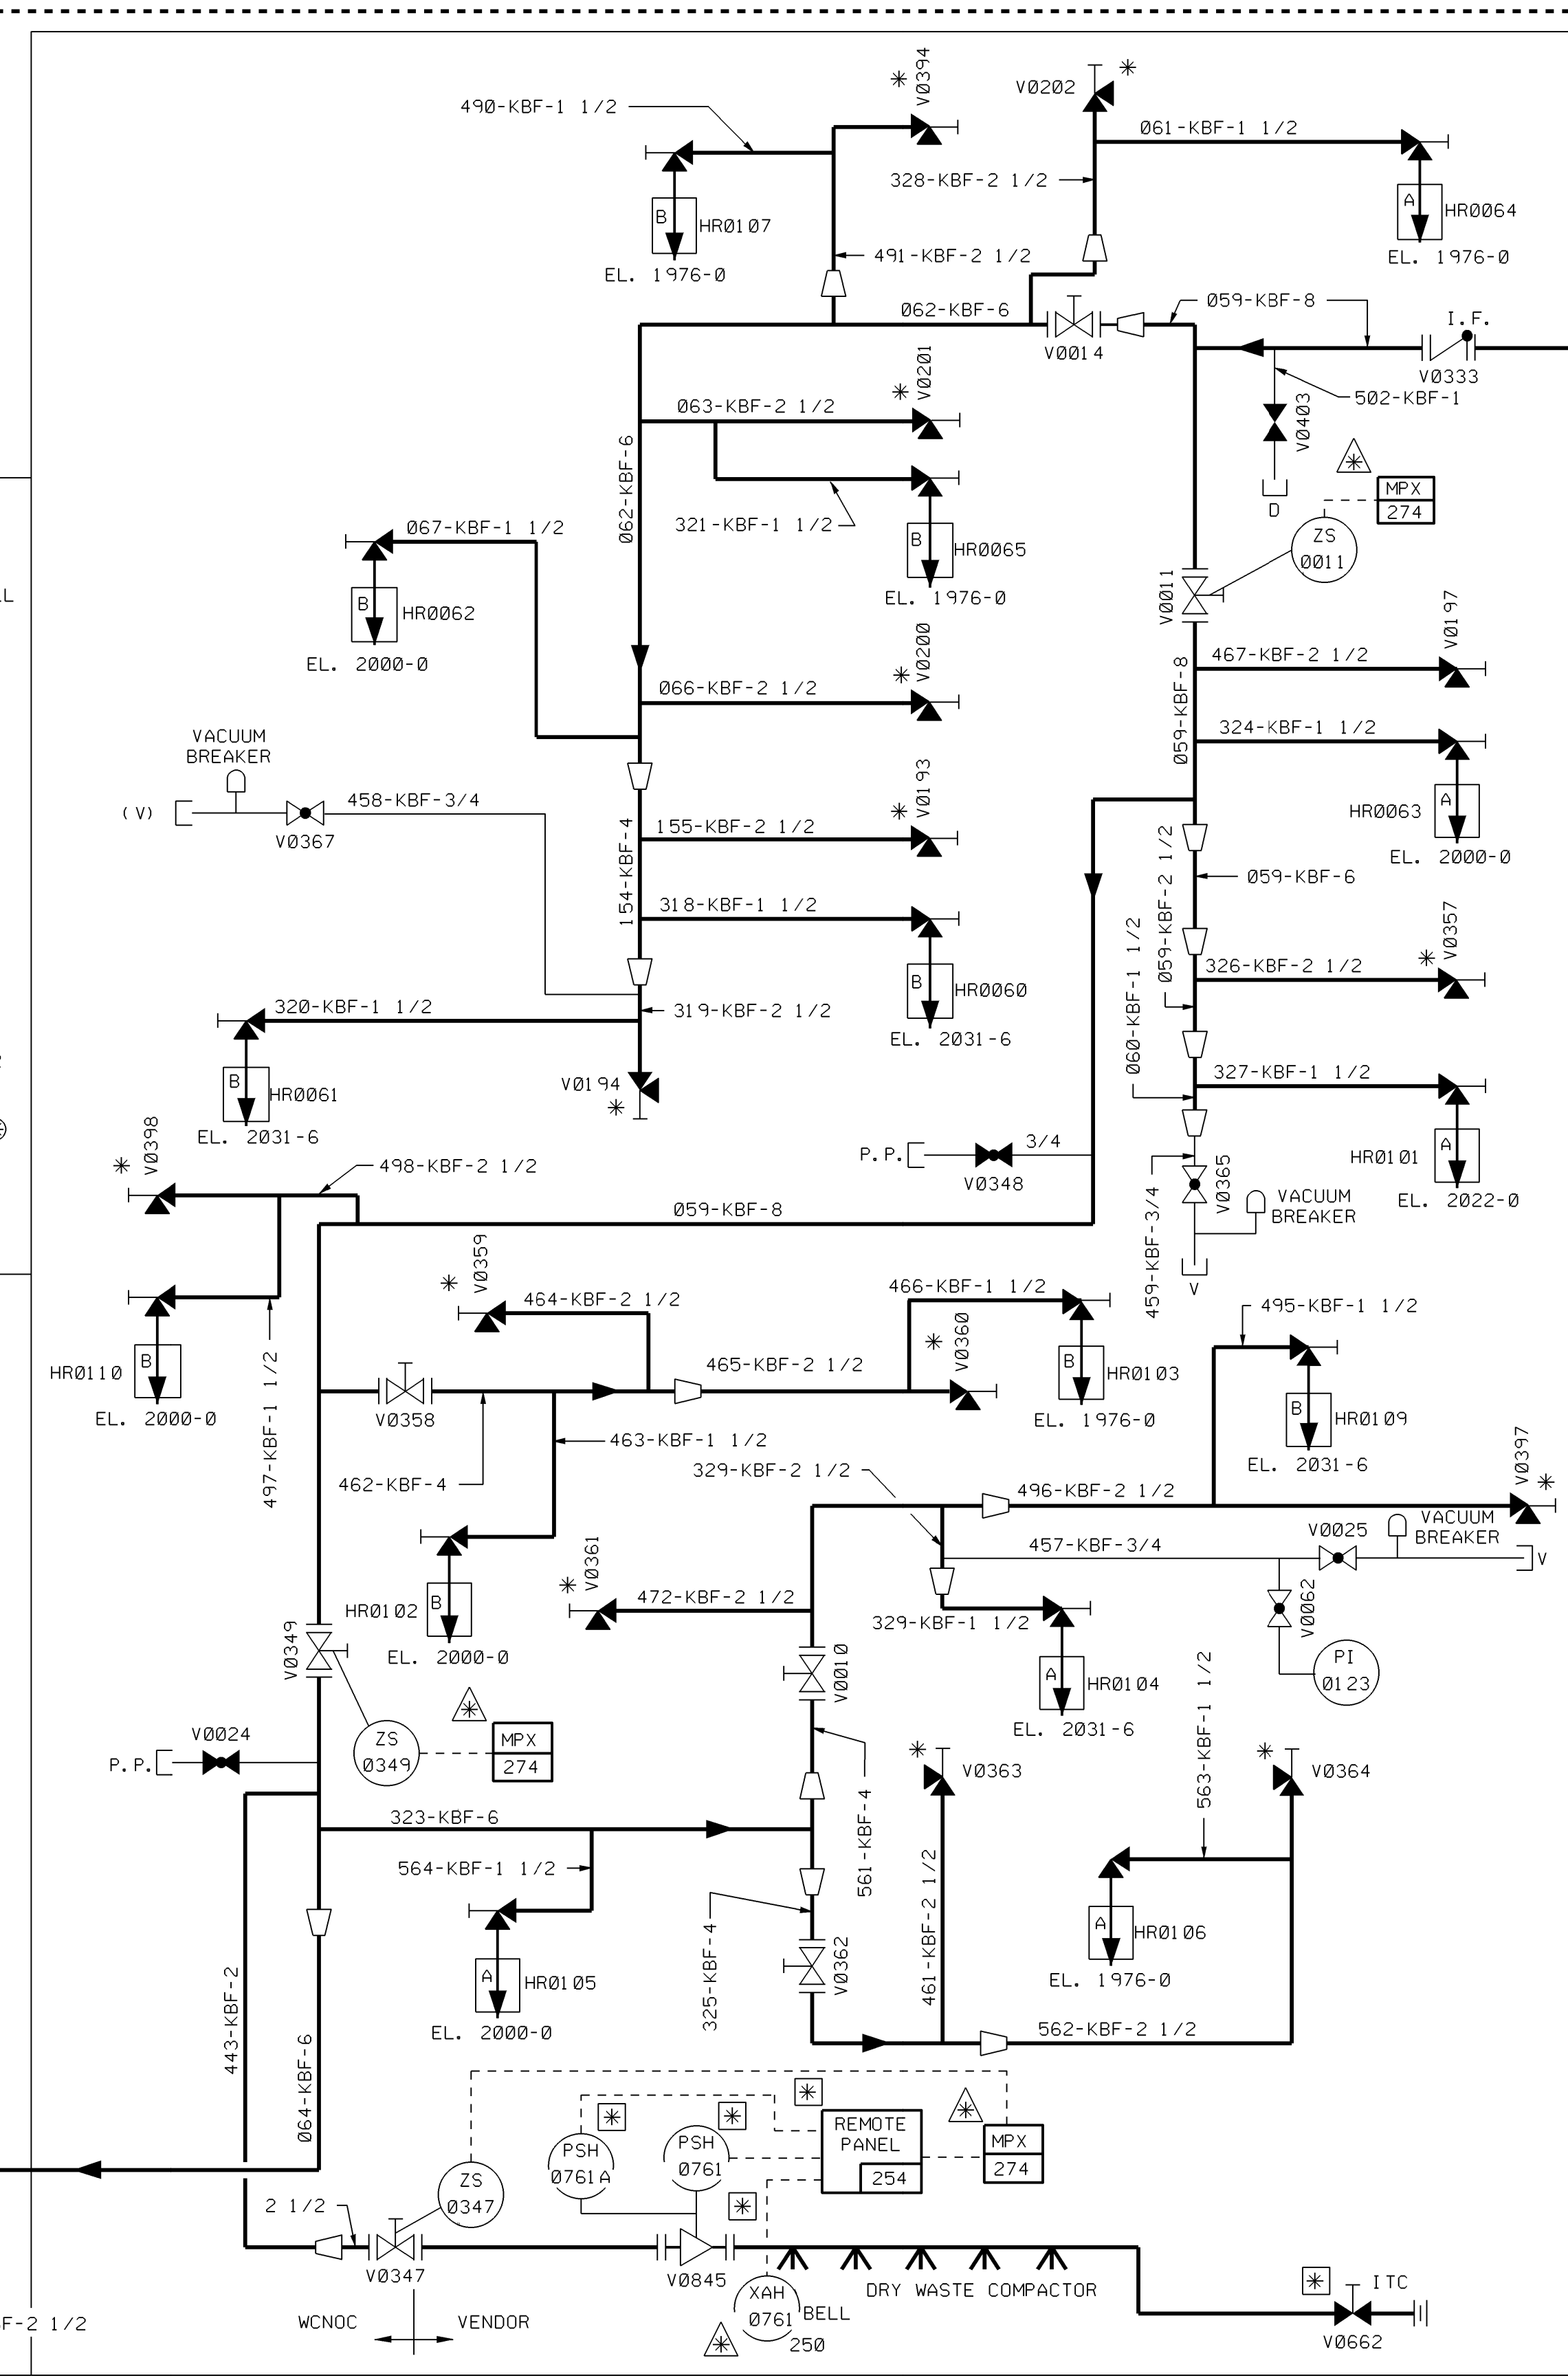 490-KBF-1 1/2
* V0394
V0202 *
061-KBF-1 1/2
328-KBF-2 1/2
B HR0107
EL. 1976-0
491-KBF-2 1/2
A HR0064
EL. 1976-0
062-KBF-6
059-KBF-8
I.F.
V0014
V0333
502-KBF-1
V0403
D
063-KBF-2 1/2
* V0201
062-KBF-6
321-KBF-1 1/2
B HR0065
EL. 1976-0
*
MPX
274
ZS
0011
V0011
067-KBF-1 1/2
B HR0062
EL. 2000-0
066-KBF-2 1/2
* V0200
059-KBF-8
467-KBF-2 1/2
V0197
324-KBF-1 1/2
A HR0063
EL. 2000-0
VACUUM
BREAKER
(V)
458-KBF-3/4
V0367
155-KBF-2 1/2
* V0193
154-KBF-4
318-KBF-1 1/2
B HR0060
EL. 2031-6
059-KBF-6
059-KBF-2 1/2
060-KBF-1 1/2
326-KBF-2 1/2
* V0357
320-KBF-1 1/2
319-KBF-2 1/2
B HR0061
EL. 2031-6
V0194
*
327-KBF-1 1/2
A HR0101
EL. 2022-0
P.P.
3/4
V0348
459-KBF-3/4
V0365
VACUUM
BREAKER
V
* V0398
498-KBF-2 1/2
059-KBF-8
B HR0110
EL. 2000-0
497-KBF-1 1/2
* V0359
464-KBF-2 1/2
466-KBF-1 1/2
* V0360
465-KBF-2 1/2
B HR0103
EL. 1976-0
495-KBF-1 1/2
B HR0109
EL. 2031-6
V0358
463-KBF-1 1/2
462-KBF-4
329-KBF-2 1/2
496-KBF-2 1/2
V0397 *
B HR0102
EL. 2000-0
* V0361
472-KBF-2 1/2
457-KBF-3/4
V0025
VACUUM
BREAKER
V
V0062
PI
0123
329-KBF-1 1/2
A HR0104
EL. 2031-6
V0349
V0010
*
ZS
0349
MPX
274
V0024
P.P.
561-KBF-4
* V0363
563-KBF-1 1/2
* V0364
323-KBF-6
564-KBF-1 1/2
A HR0105
EL. 2000-0
325-KBF-4
V0362
461-KBF-2 1/2
A HR0106
EL. 1976-0
562-KBF-2 1/2
443-KBF-2
064-KBF-6
*
*
*
*
PSH
0761A
PSH
0761
REMOTE
PANEL
254
MPX
274
ZS
0347
*
2 1/2
V0347
V0845
XAH
0761
BELL
250
*
DRY WASTE COMPACTOR
WCNOC
VENDOR
* ITC
V0662
F-2 1/2